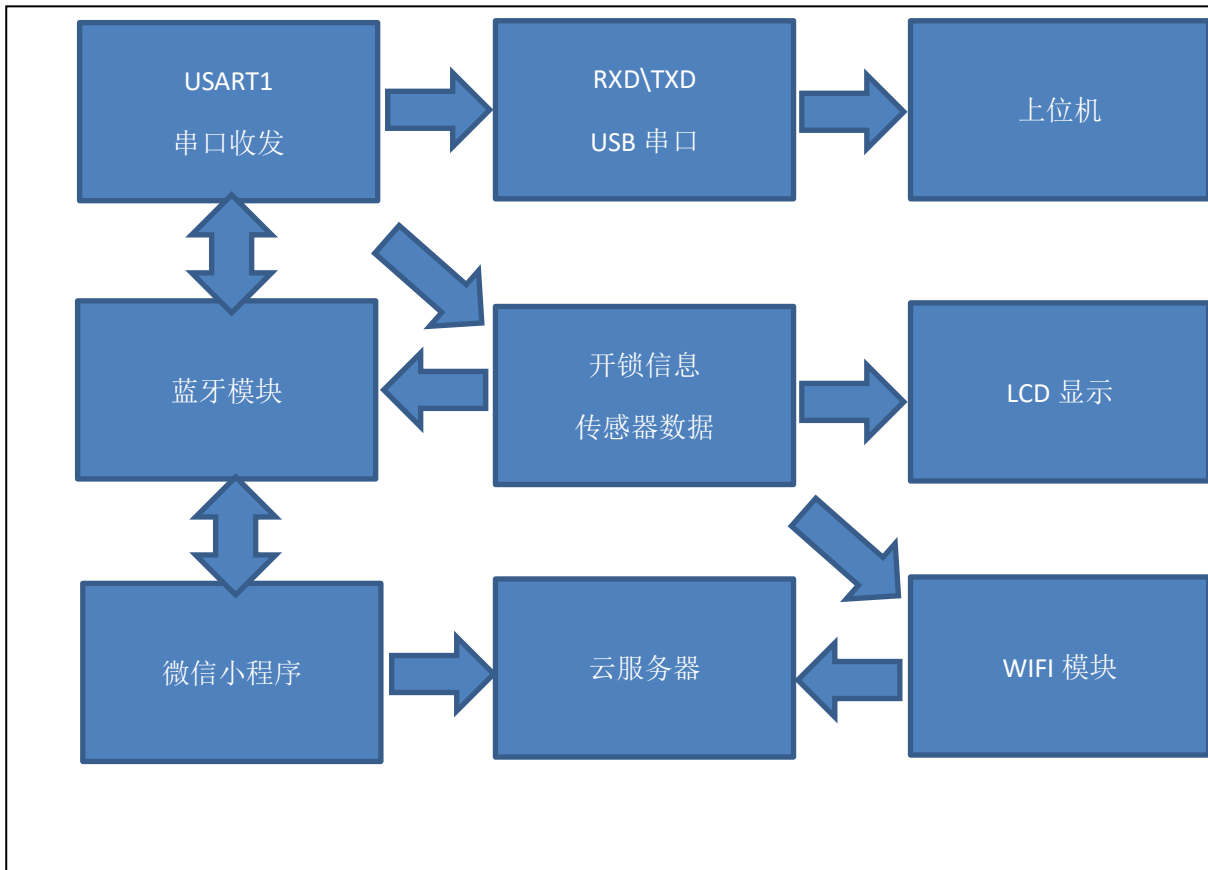 USART1
串口收发
RXD\TXD
USB 串口
上位机
蓝牙模块
开锁信息
传感器数据
LCD 显示
微信小程序
云服务器
WIFI 模块